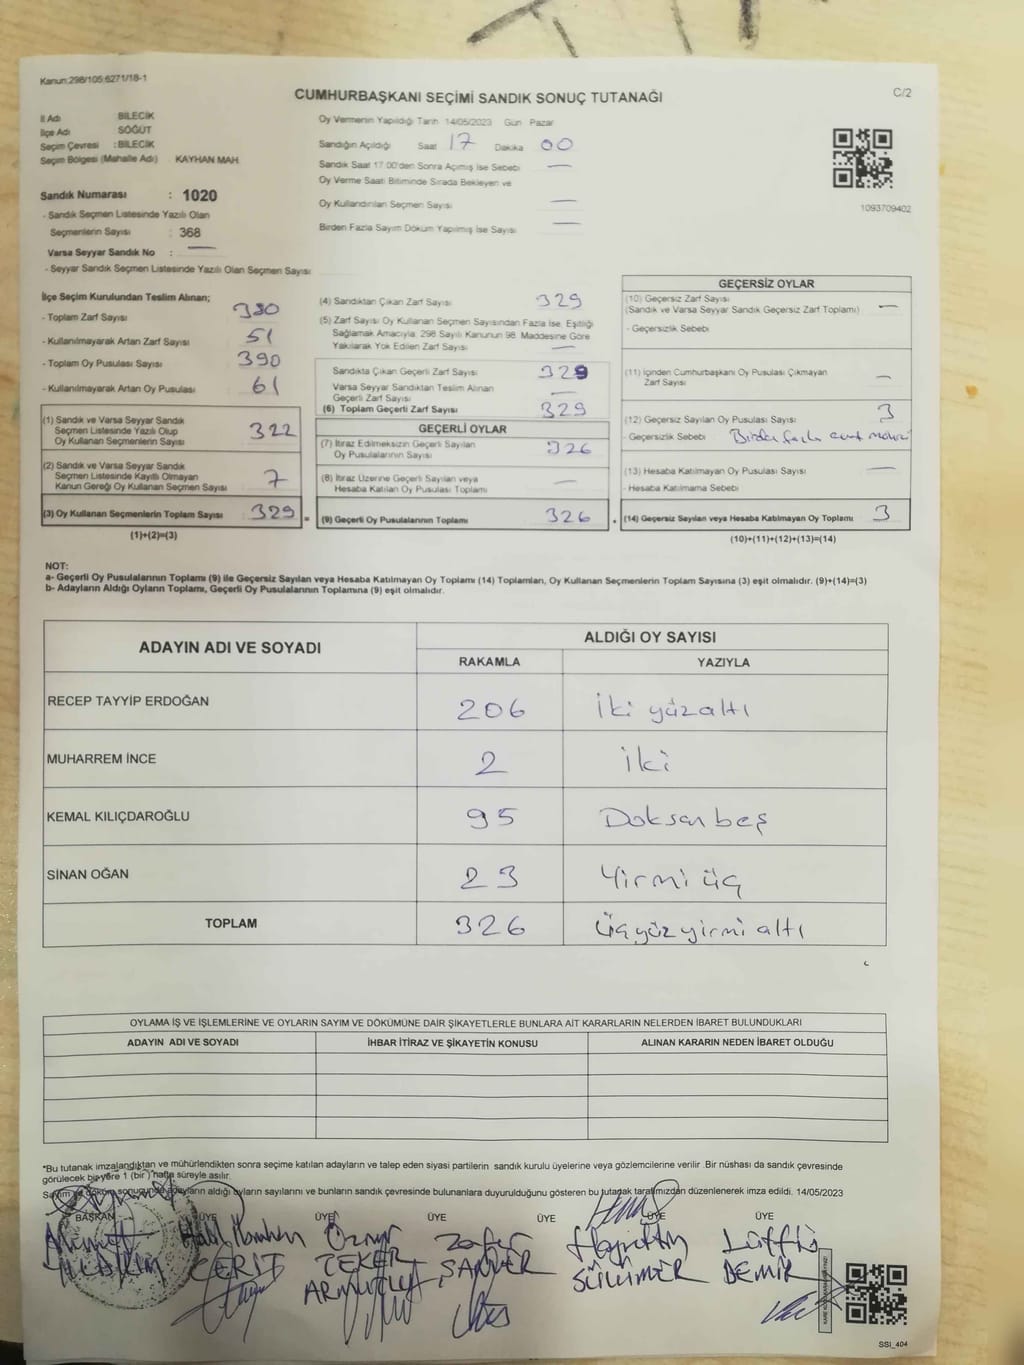 Kanun:298/105:6271/18-1
CUMHURBAŞKANI SEÇİMİ SANDIK SONUÇ TUTANAĞI
C/2
İl Adı BİLECİK
İlçe Adı SÖĞÜT
Seçim Çevresi :BİLECİK
Seçim Bölgesi (Mahalle Adı) KAYHAN MAH.
Sandık Numarası : 1020
- Sandık Seçmen Listesinde Yazılı Olan
Seçmenlerin Sayısı : 368
Varsa Seyyar Sandık No : —
- Seyyar Sandık Seçmen Listesinde Yazılı Olan Seçmen Sayısı
Oy Vermenin Yapıldığı Tarih 14/05/2023 Gün Pazar
Sandığın Açıldığı Saat 17 Dakika 00
Sandık Saat 17.00'den Sonra Açılmış İse Sebebi —
Oy Verme Saati Bitiminde Sırada Bekleyen ve
Oy Kullandırılan Seçmen Sayısı —
Birden Fazla Sayım Döküm Yapılmış İse Sayısı —
1093709402
İlçe Seçim Kurulundan Teslim Alınan;
- Toplam Zarf Sayısı 380
- Kullanılmayarak Artan Zarf Sayısı 51
- Toplam Oy Pusulası Sayısı 390
- Kullanılmayarak Artan Oy Pusulası 61
(1) Sandık ve Varsa Seyyar Sandık
Seçmen Listesinde Yazılı Olup
Oy Kullanan Seçmenlerin Sayısı 322
(2) Sandık ve Varsa Seyyar Sandık
Seçmen Listesinde Kayıtlı Olmayan
Kanun Gereği Oy Kullanan Seçmen Sayısı 7
(3) Oy Kullanan Seçmenlerin Toplam Sayısı 329
(1)+(2)=(3)
(4) Sandıktan Çıkan Zarf Sayısı 329
(5) Zarf Sayısı Oy Kullanan Seçmen Sayısından Fazla İse, Eşitliği
Sağlamak Amacıyla; 298 Sayılı Kanunun 98. Maddesine Göre
Yakılarak Yok Edilen Zarf Sayısı —
Sandıkta Çıkan Geçerli Zarf Sayısı 329
Varsa Seyyar Sandıktan Teslim Alınan
Geçerli Zarf Sayısı —
(6) Toplam Geçerli Zarf Sayısı 329
GEÇERLİ OYLAR
(7) İtiraz Edilmeksizin Geçerli Sayılan
Oy Pusulalarının Sayısı 326
(8) İtiraz Üzerine Geçerli Sayılan veya
Hesaba Katılan Oy Pusulası Toplamı —
= (9) Geçerli Oy Pusulalarının Toplamı 326
GEÇERSİZ OYLAR
(10) Geçersiz Zarf Sayısı
(Sandık ve Varsa Seyyar Sandık Geçersiz Zarf Toplamı) —
- Geçersizlik Sebebi
(11) İçinden Cumhurbaşkanı Oy Pusulası Çıkmayan
Zarf Sayısı —
(12) Geçersiz Sayılan Oy Pusulası Sayısı 3
- Geçersizlik Sebebi Birden fazla evet mührü
(13) Hesaba Katılmayan Oy Pusulası Sayısı —
- Hesaba Katılmama Sebebi
+ (14) Geçersiz Sayılan veya Hesaba Katılmayan Oy Toplamı 3
(10)+(11)+(12)+(13)=(14)
NOT:
a- Geçerli Oy Pusulalarının Toplamı (9) ile Geçersiz Sayılan veya Hesaba Katılmayan Oy Toplamı (14) Toplamları, Oy Kullanan Seçmenlerin Toplam Sayısına (3) eşit olmalıdır. (9)+(14)=(3)
b- Adayların Aldığı Oyların Toplamı, Geçerli Oy Pusulalarının Toplamına (9) eşit olmalıdır.
ADAYIN ADI VE SOYADI ALDIĞI OY SAYISI
RAKAMLA YAZIYLA
RECEP TAYYİP ERDOĞAN 206 İki yüzaltı
MUHARREM İNCE 2 İki
KEMAL KILIÇDAROĞLU 95 Doksan beş
SİNAN OĞAN 23 Yirmi üç
TOPLAM 326 Üçyüzyirmi altı
OYLAMA İŞ VE İŞLEMLERİNE VE OYLARIN SAYIM VE DÖKÜMÜNE DAİR ŞİKAYETLERLE BUNLARA AİT KARARLARIN NELERDEN İBARET BULUNDUKLARI
ADAYIN ADI VE SOYADI İHBAR İTİRAZ VE ŞİKAYETİN KONUSU ALINAN KARARIN NEDEN İBARET OLDUĞU
*Bu tutanak imzalandıktan ve mühürlendikten sonra seçime katılan adayların ve talep eden siyasi partilerin sandık kurulu üyelerine veya gözlemcilerine verilir .Bir nüshası da sandık çevresinde
görülecek bir yere 1 (bir ) hafta süreyle asılır.
Sayım ve döküm sonucunda adayların aldığı oyların sayılarını ve bunların sandık çevresinde bulunanlara duyurulduğunu gösteren bu tutanak tarafımızdan düzenlenerek imza edildi. 14/05/2023
BAŞKAN ÜYE ÜYE ÜYE ÜYE ÜYE ÜYE
Halil İbrahim Öznur Zafer Hayrettin Lütfü
CERİT TEKER DEMİR
SSİ_404